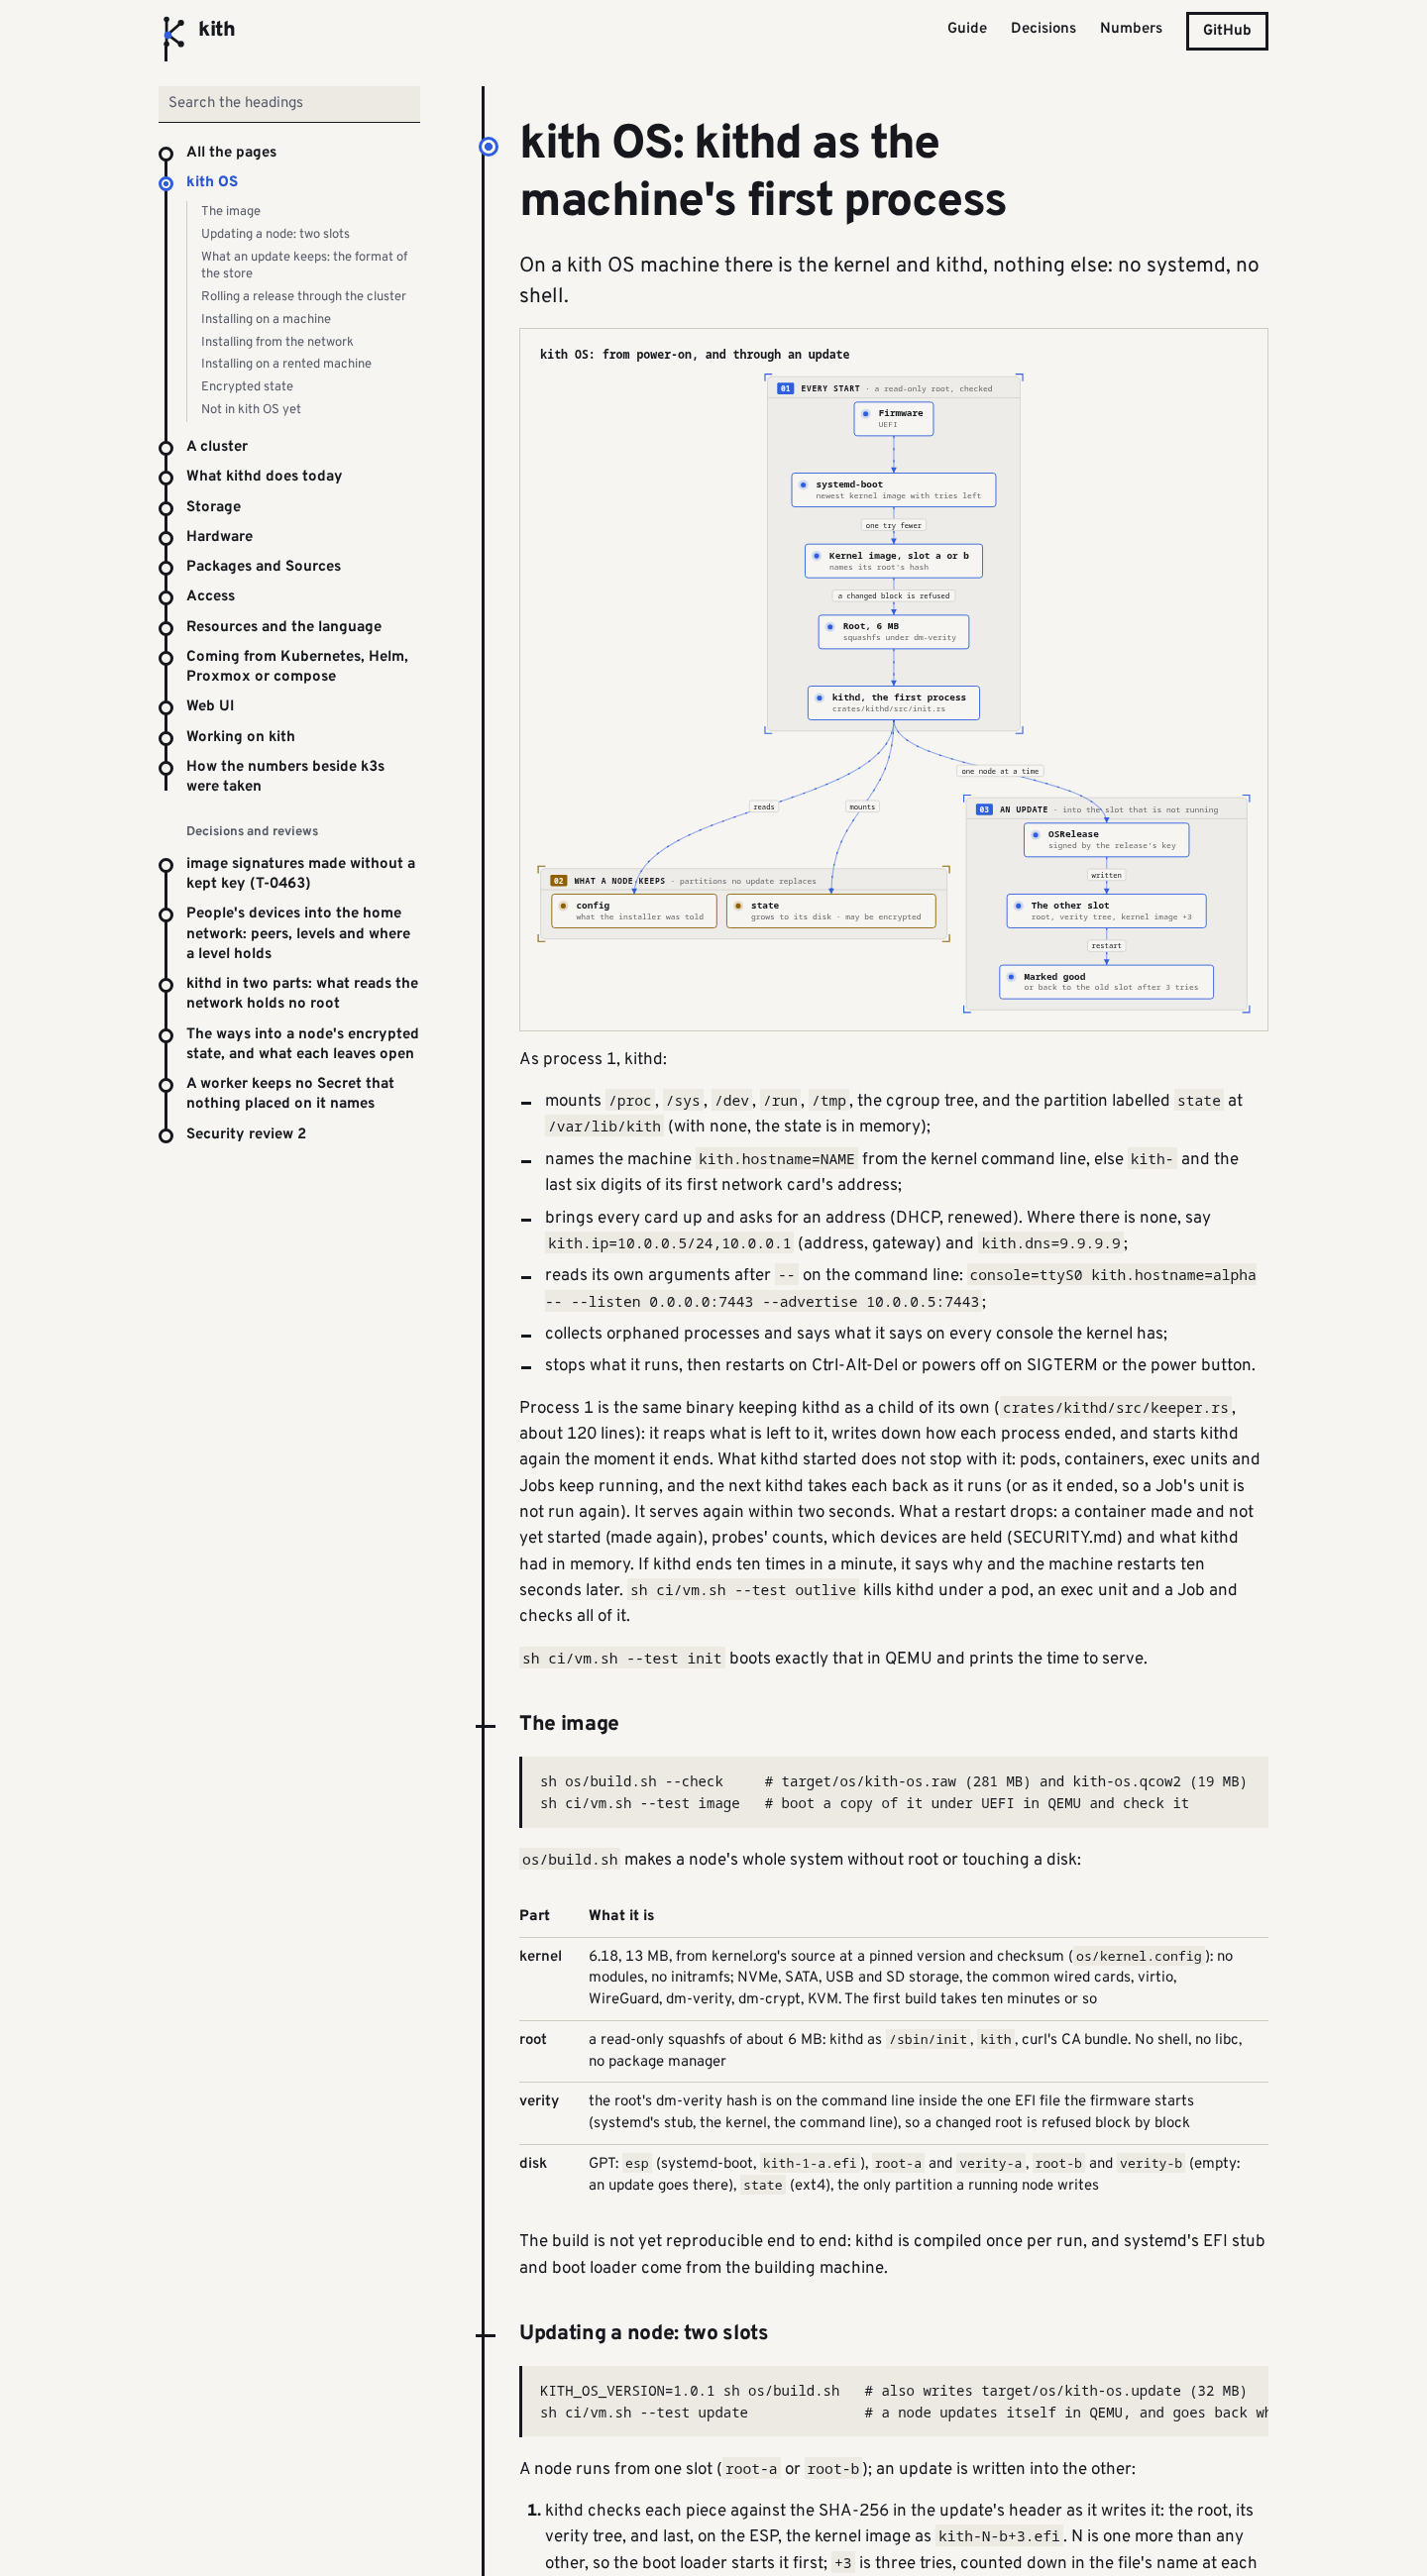 kith
Guide
Decisions
Numbers
GitHub
Search the headings
All the pages
kith OS
The image
Updating a node: two slots
What an update keeps: the format of
the store
Rolling a release through the cluster
Installing on a machine
Installing from the network
Installing on a rented machine
Encrypted state
Not in kith OS yet
A cluster
What kithd does today
Storage
Hardware
Packages and Sources
Access
Resources and the language
Coming from Kubernetes, Helm,
Proxmox or compose
Web UI
Working on kith
How the numbers beside k3s
were taken
Decisions and reviews
image signatures made without a
kept key (T-0463)
People's devices into the home
network: peers, levels and where
a level holds
kithd in two parts: what reads the
network holds no root
The ways into a node's encrypted
state, and what each leaves open
A worker keeps no Secret that
nothing placed on it names
Security review 2
kith OS: kithd as the
machine's first process
On a kith OS machine there is the kernel and kithd, nothing else: no systemd, no
shell.
kith OS: from power-on, and through an update
01 EVERY START · a read-only root, checked
Firmware
UEFI
systemd-boot
newest kernel image with tries left
one try fewer
Kernel image, slot a or b
names its root's hash
a changed block is refused
Root, 6 MB
squashfs under dm-verity
kithd, the first process
crates/kithd/src/init.rs
one node at a time
reads
mounts
03 AN UPDATE · into the slot that is not running
OSRelease
signed by the release's key
written
The other slot
root, verity tree, kernel image +3
restart
Marked good
or back to the old slot after 3 tries
02 WHAT A NODE KEEPS · partitions no update replaces
config
what the installer was told
state
grows to its disk · may be encrypted
As process 1, kithd:
mounts /proc, /sys, /dev, /run, /tmp, the cgroup tree, and the partition labelled state at
/var/lib/kith (with none, the state is in memory);
names the machine kith.hostname=NAME from the kernel command line, else kith- and the
last six digits of its first network card's address;
brings every card up and asks for an address (DHCP, renewed). Where there is none, say
kith.ip=10.0.0.5/24,10.0.0.1 (address, gateway) and kith.dns=9.9.9.9;
reads its own arguments after -- on the command line: console=ttyS0 kith.hostname=alpha
-- --listen 0.0.0.0:7443 --advertise 10.0.0.5:7443;
collects orphaned processes and says what it says on every console the kernel has;
stops what it runs, then restarts on Ctrl-Alt-Del or powers off on SIGTERM or the power button.
Process 1 is the same binary keeping kithd as a child of its own (crates/kithd/src/keeper.rs,
about 120 lines): it reaps what is left to it, writes down how each process ended, and starts kithd
again the moment it ends. What kithd started does not stop with it: pods, containers, exec units and
Jobs keep running, and the next kithd takes each back as it runs (or as it ended, so a Job's unit is
not run again). It serves again within two seconds. What a restart drops: a container made and not
yet started (made again), probes' counts, which devices are held (SECURITY.md) and what kithd
had in memory. If kithd ends ten times in a minute, it says why and the machine restarts ten
seconds later. sh ci/vm.sh --test outlive kills kithd under a pod, an exec unit and a Job and
checks all of it.
sh ci/vm.sh --test init boots exactly that in QEMU and prints the time to serve.
The image
sh os/build.sh --check     # target/os/kith-os.raw (281 MB) and kith-os.qcow2 (19 MB)
sh ci/vm.sh --test image   # boot a copy of it under UEFI in QEMU and check it
os/build.sh makes a node's whole system without root or touching a disk:
Part What it is
kernel 6.18, 13 MB, from kernel.org's source at a pinned version and checksum (os/kernel.config): no
modules, no initramfs; NVMe, SATA, USB and SD storage, the common wired cards, virtio,
WireGuard, dm-verity, dm-crypt, KVM. The first build takes ten minutes or so
root a read-only squashfs of about 6 MB: kithd as /sbin/init, kith, curl's CA bundle. No shell, no libc,
no package manager
verity the root's dm-verity hash is on the command line inside the one EFI file the firmware starts
(systemd's stub, the kernel, the command line), so a changed root is refused block by block
disk GPT: esp (systemd-boot, kith-1-a.efi), root-a and verity-a, root-b and verity-b (empty:
an update goes there), state (ext4), the only partition a running node writes
The build is not yet reproducible end to end: kithd is compiled once per run, and systemd's EFI stub
and boot loader come from the building machine.
Updating a node: two slots
KITH_OS_VERSION=1.0.1 sh os/build.sh   # also writes target/os/kith-os.update (32 MB)
sh ci/vm.sh --test update              # a node updates itself in QEMU, and goes back
A node runs from one slot (root-a or root-b); an update is written into the other:
1. kithd checks each piece against the SHA-256 in the update's header as it writes it: the root, its
verity tree, and last, on the ESP, the kernel image as kith-N-b+3.efi. N is one more than any
other, so the boot loader starts it first; +3 is three tries, counted down in the file's name at each